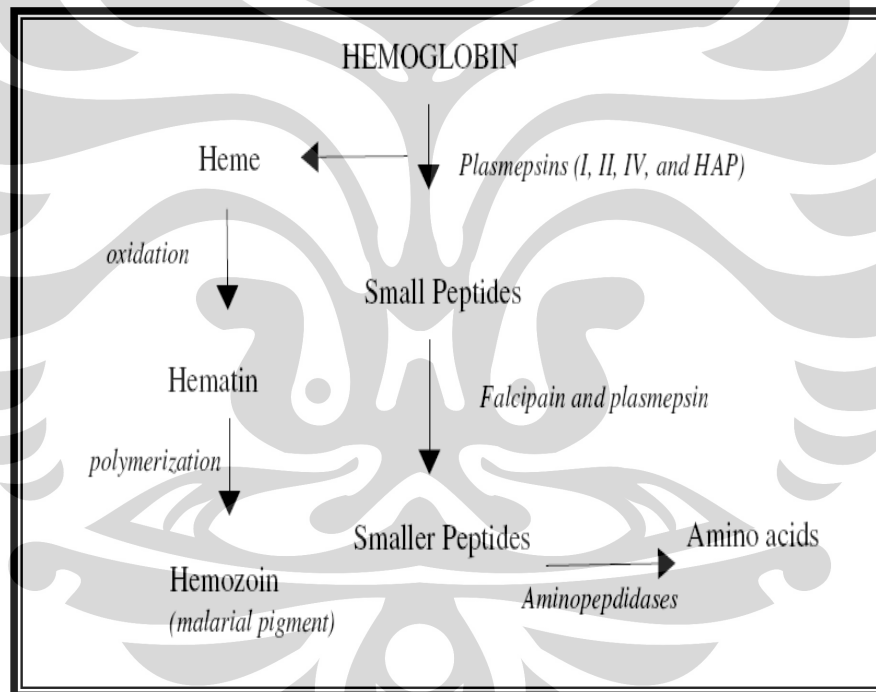 HEMOGLOBIN
Heme
Plasmepsins (I, II, IV, and HAP)
oxidation
Small Peptides
Hematin
Falcipain and plasmepsin
polymerization
Smaller Peptides
Amino acids
Hemozoin
Aminopepdidases
(malarial pigment)